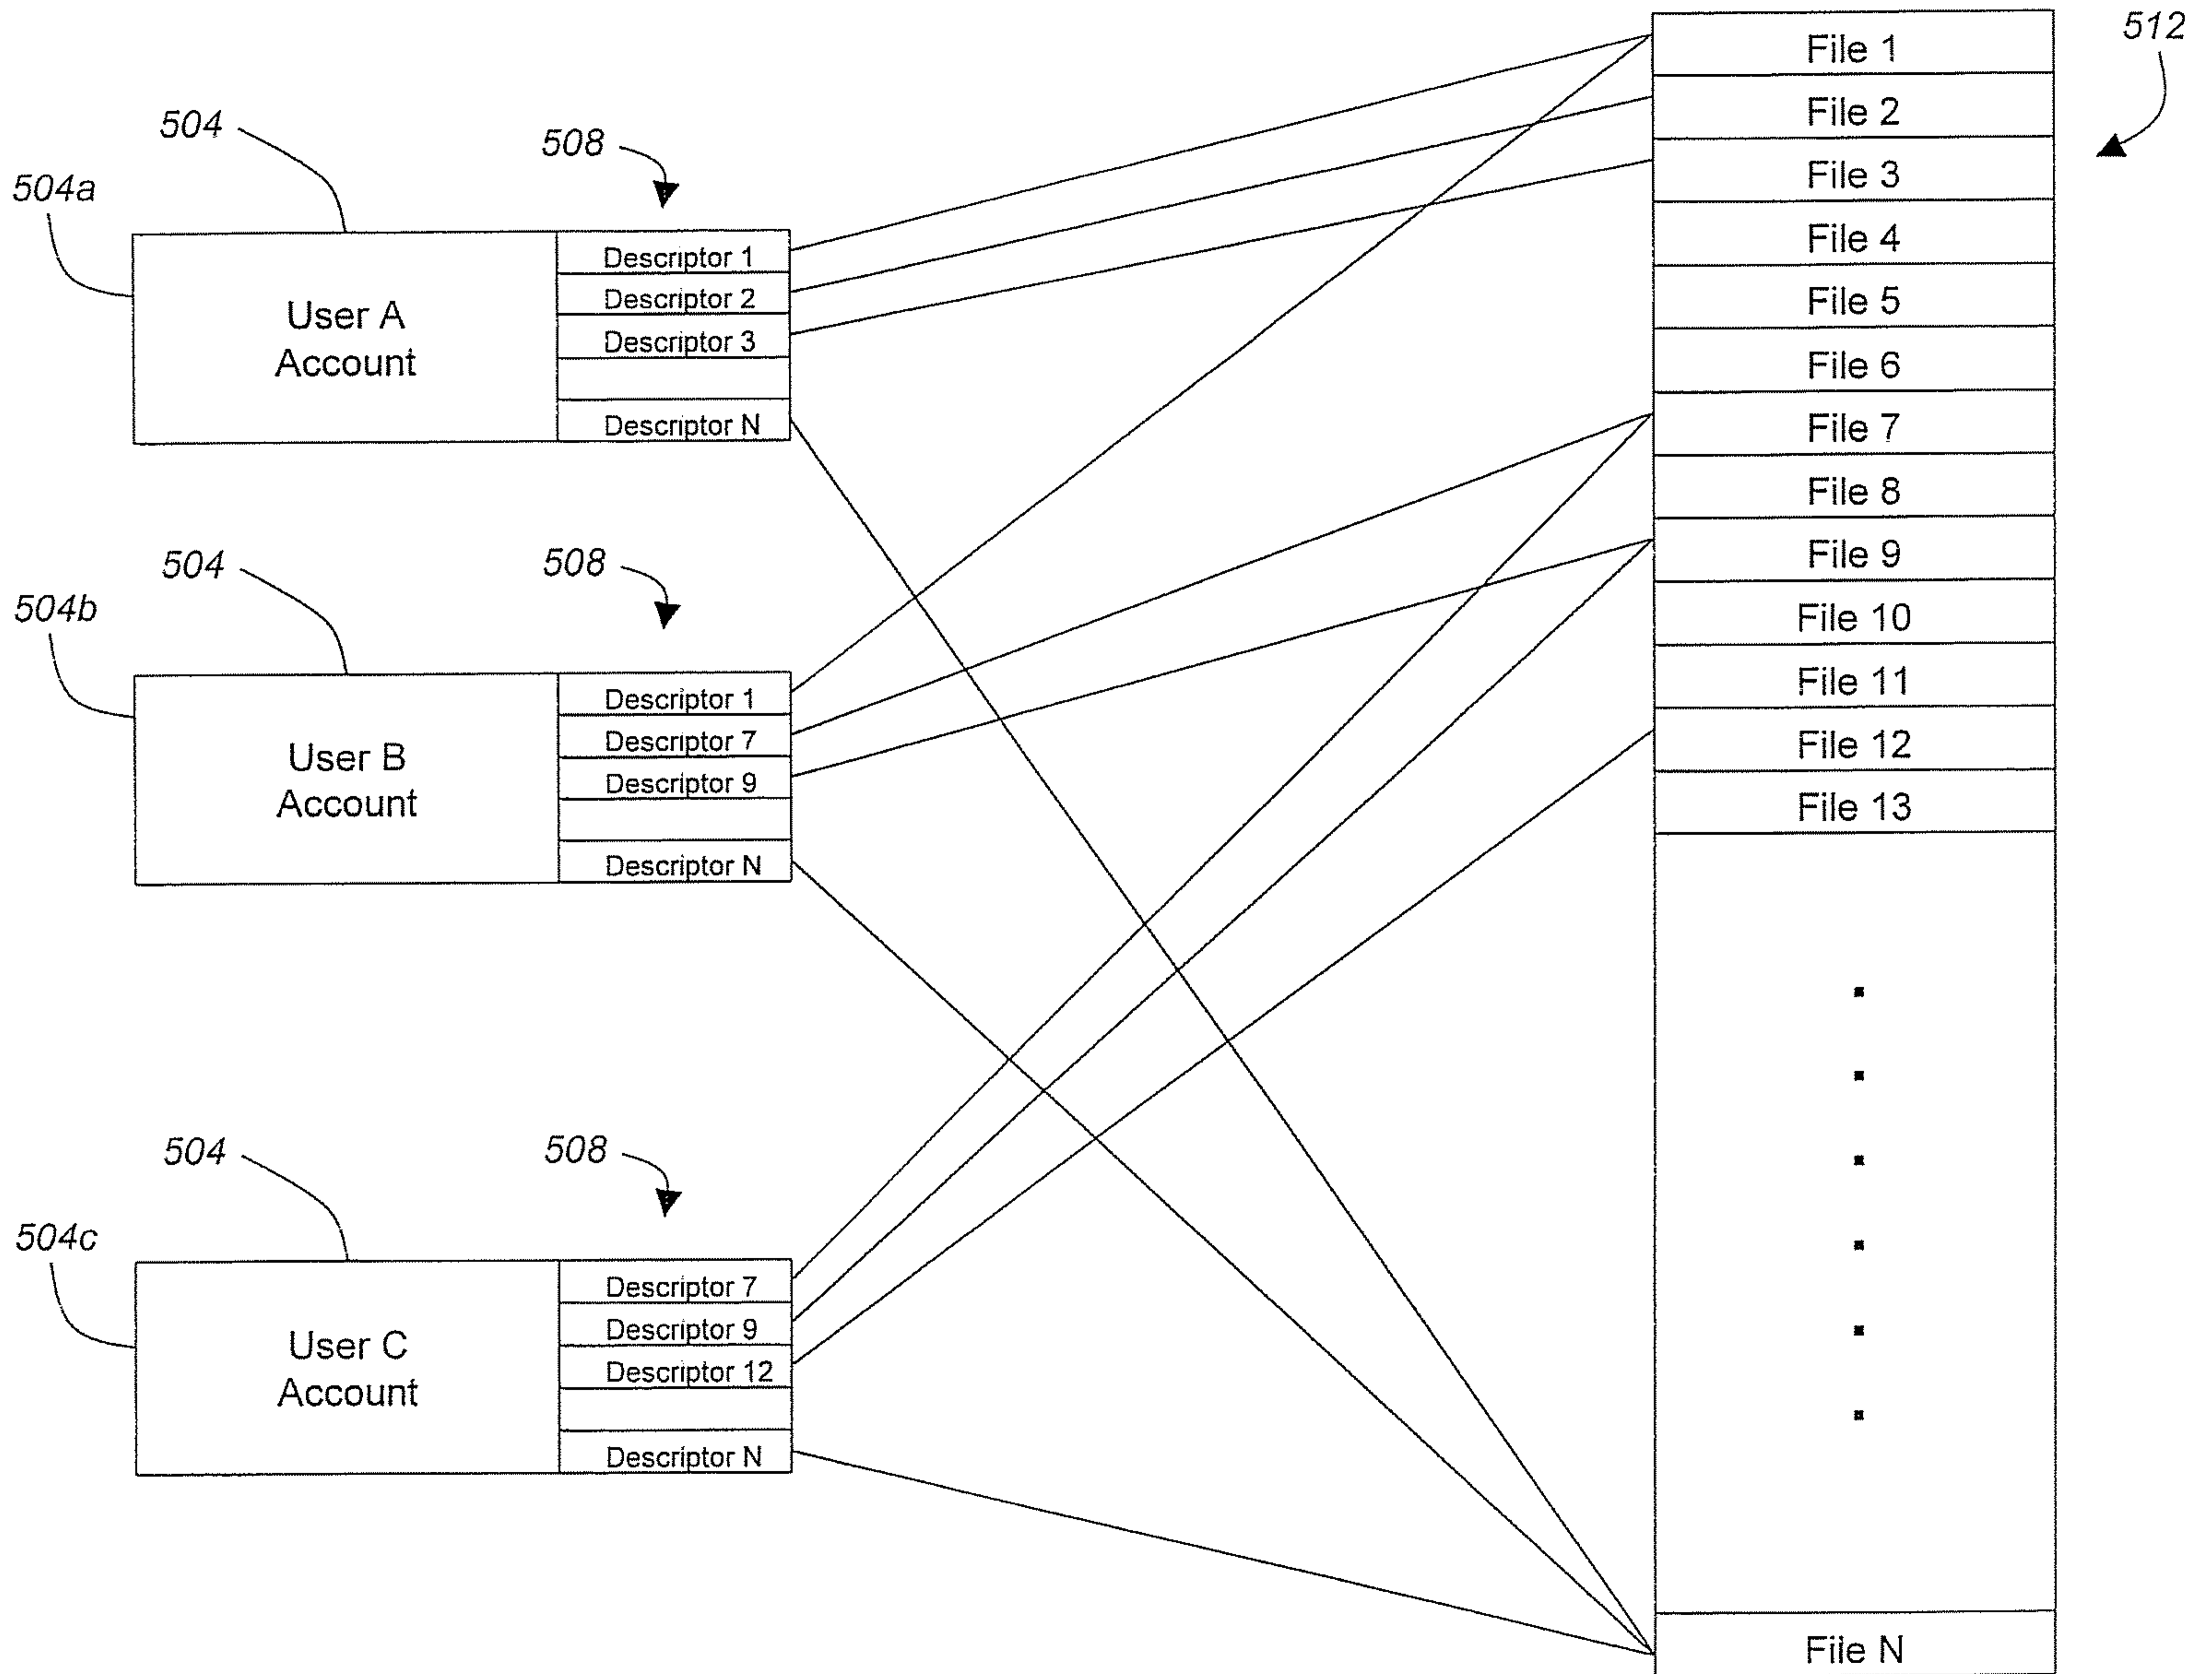 504
504a
508
User A
Account
Descriptor 1
Descriptor 2
Descriptor 3
Descriptor N
504
504b
508
User B
Account
Descriptor 1
Descriptor 7
Descriptor 9
Descriptor N
504
504c
508
User C
Account
Descriptor 7
Descriptor 9
Descriptor 12
Descriptor N
512
File 1
File 2
File 3
File 4
File 5
File 6
File 7
File 8
File 9
File 10
File 11
File 12
File 13
File N